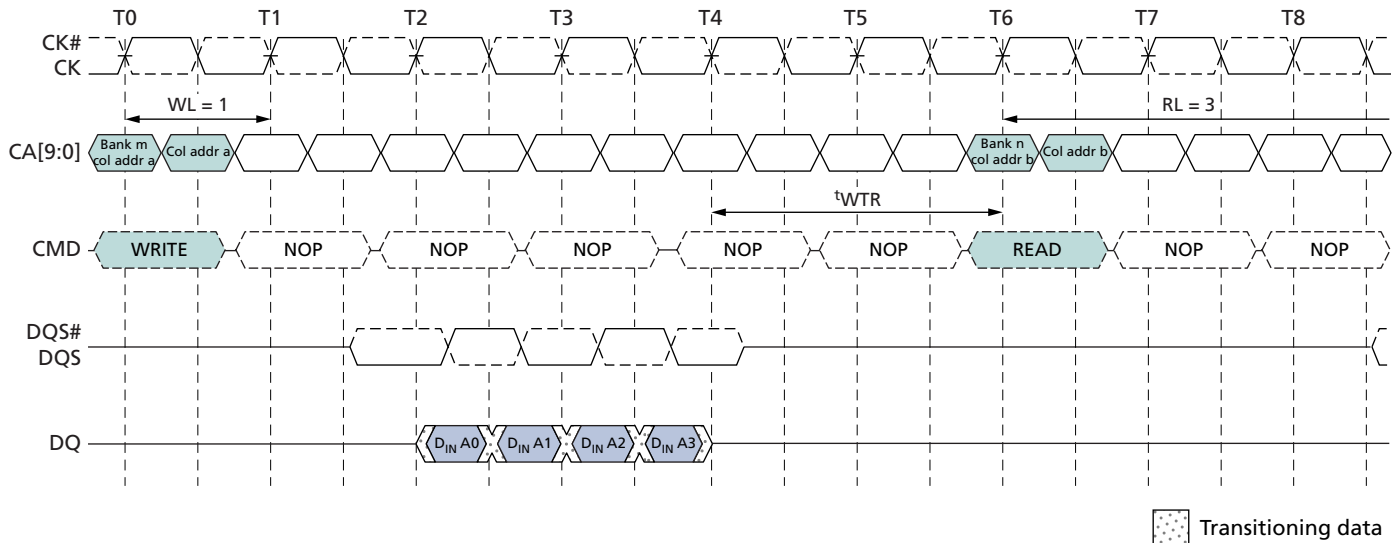 T0 T1 T2 T3 T4 T5 T6 T7 T8
CK#
CK
WL = 1
RL = 3
CA[9:0]
Bank m
col addr a
Col addr a
Bank n
col addr b
Col addr b
tWTR
CMD
WRITE NOP NOP NOP NOP NOP READ NOP NOP
DQS#
DQS
DQ
DIN A0 DIN A1 DIN A2 DIN A3
Transitioning data